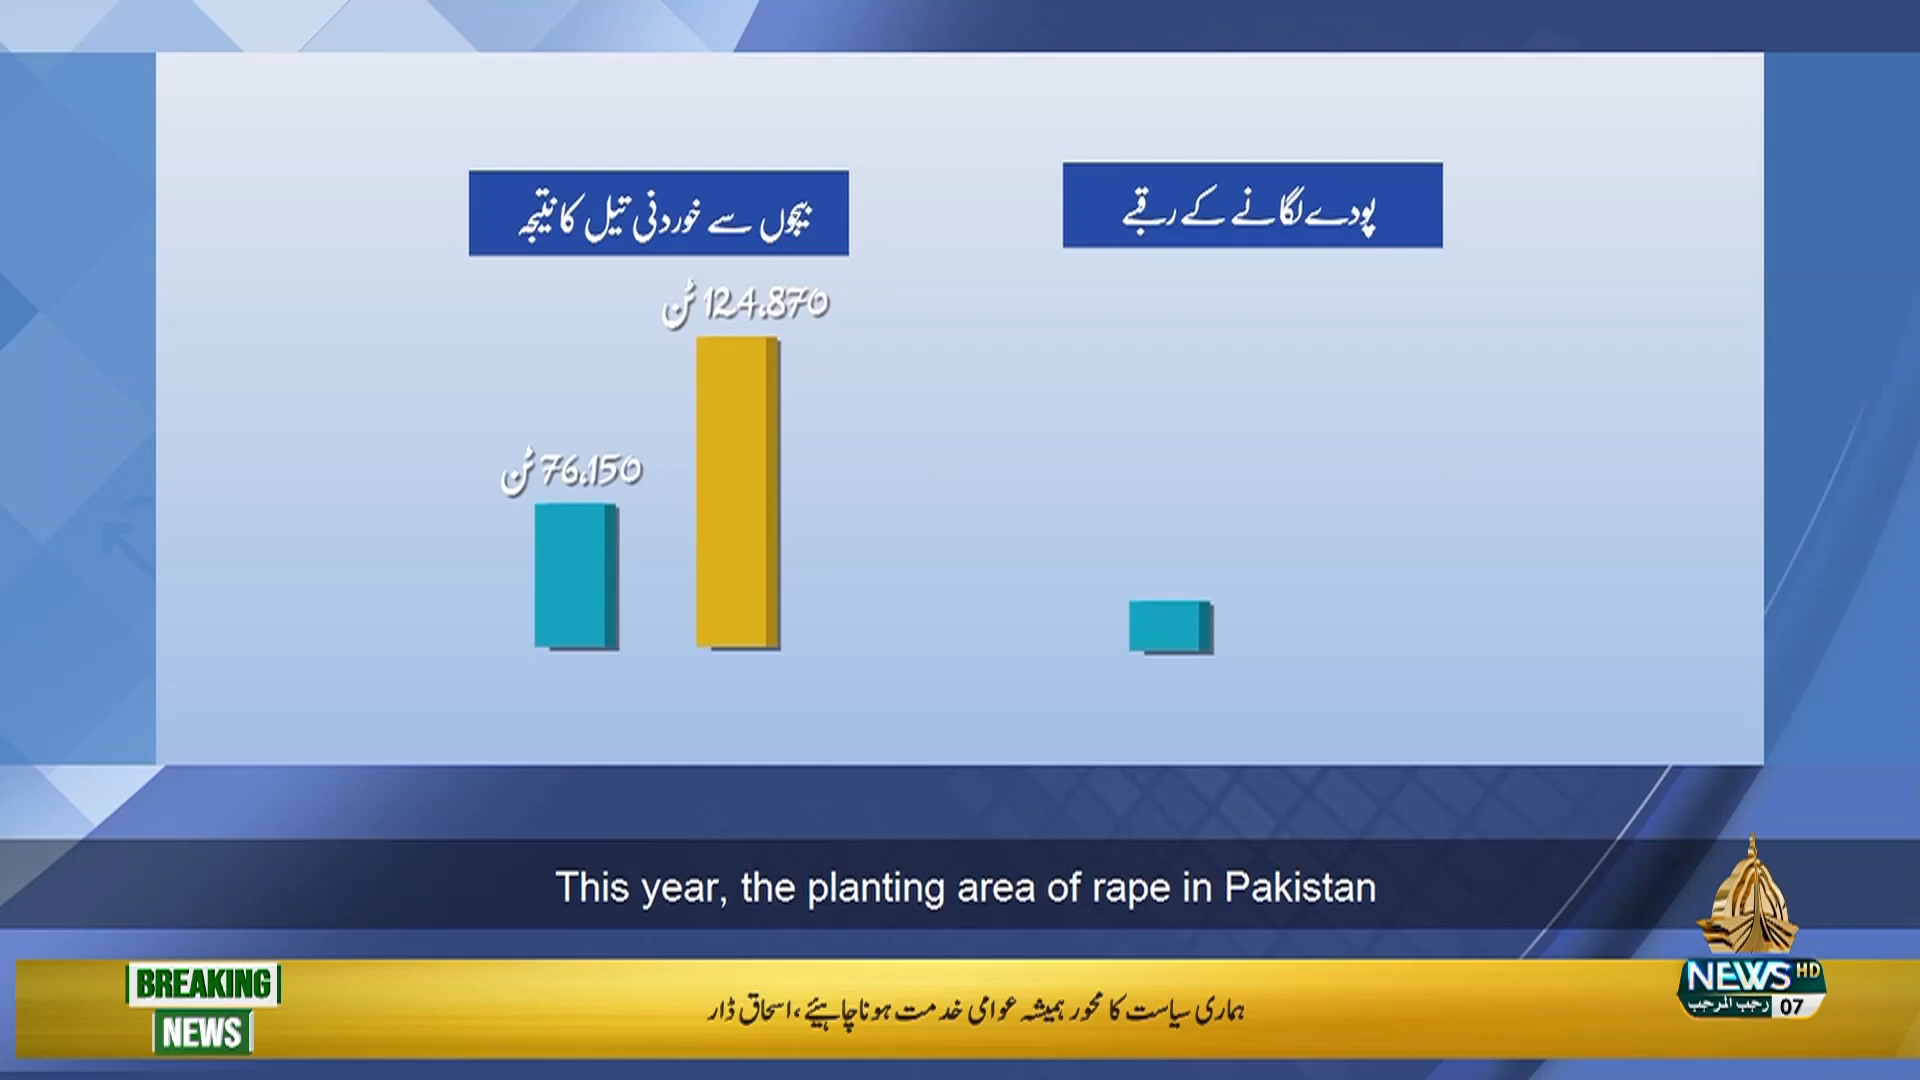 پودے لگانے کے رقبے
بیجوں سے خوردنی تیل کا نتیجہ
124,870 ٹن
76,150 ٹن
This year, the planting area of rape in Pakistan
BREAKING
NEWS
ہماری سیاست کا محور ہمیشہ عوامی خدمت ہونا چاہیئے، اسحاق ڈار
NEWS HD
رجب المرجب 07